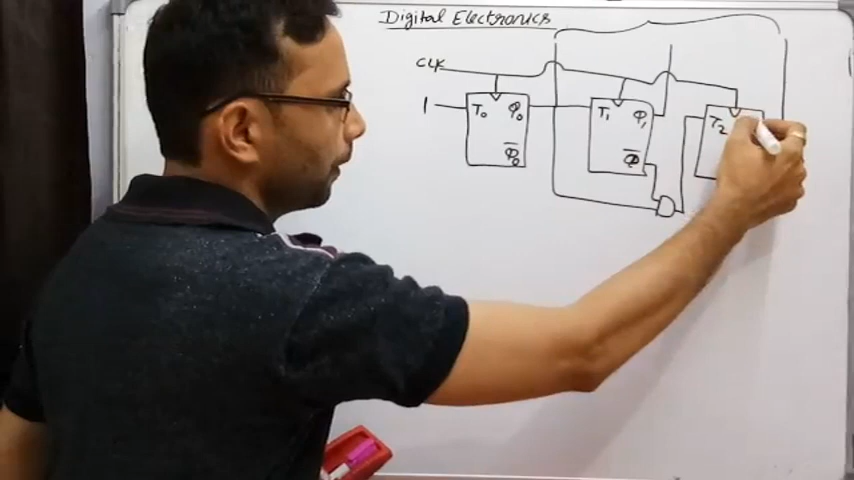 Digital Electronics
CLK
1
T₀ Q₀
Q̅₀
T₁ Q₁
Q̅
T₂